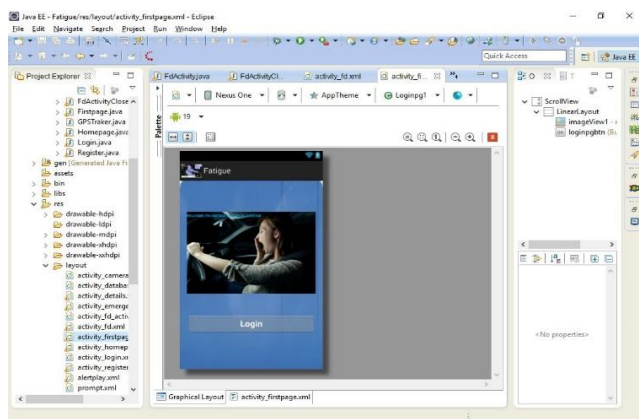 Java EE - Fatigue/res/layout/activity_firstpage.xml - Eclipse
File Edit Navigate Search Project Run Window Help
Quick Access
Java EE
Project Explorer
FdActivity.java
FdActivityCl...
activity_fd.xml
activity_fi...
Nexus One
AppTheme
Loginpg1
19
Palette
FdActivityClose
Firstpage.java
GPSTraker.java
Homepage.java
Login.java
Register.java
gen [Generated Java Fi
assets
bin
libs
res
drawable-hdpi
drawable-ldpi
drawable-mdpi
drawable-xhdpi
drawable-xxhdpi
layout
activity_camera
activity_databa
activity_details.
activity_emerge
activity_fd_activ
activity_fd.xml
activity_firstpag
activity_homep
activity_login.x
activity_register
alertplay.xml
prompt.xml
Fatigue
Login
Graphical Layout
activity_firstpage.xml
ScrollView
LinearLayout
imageView1
loginpgbtn
<No properties>